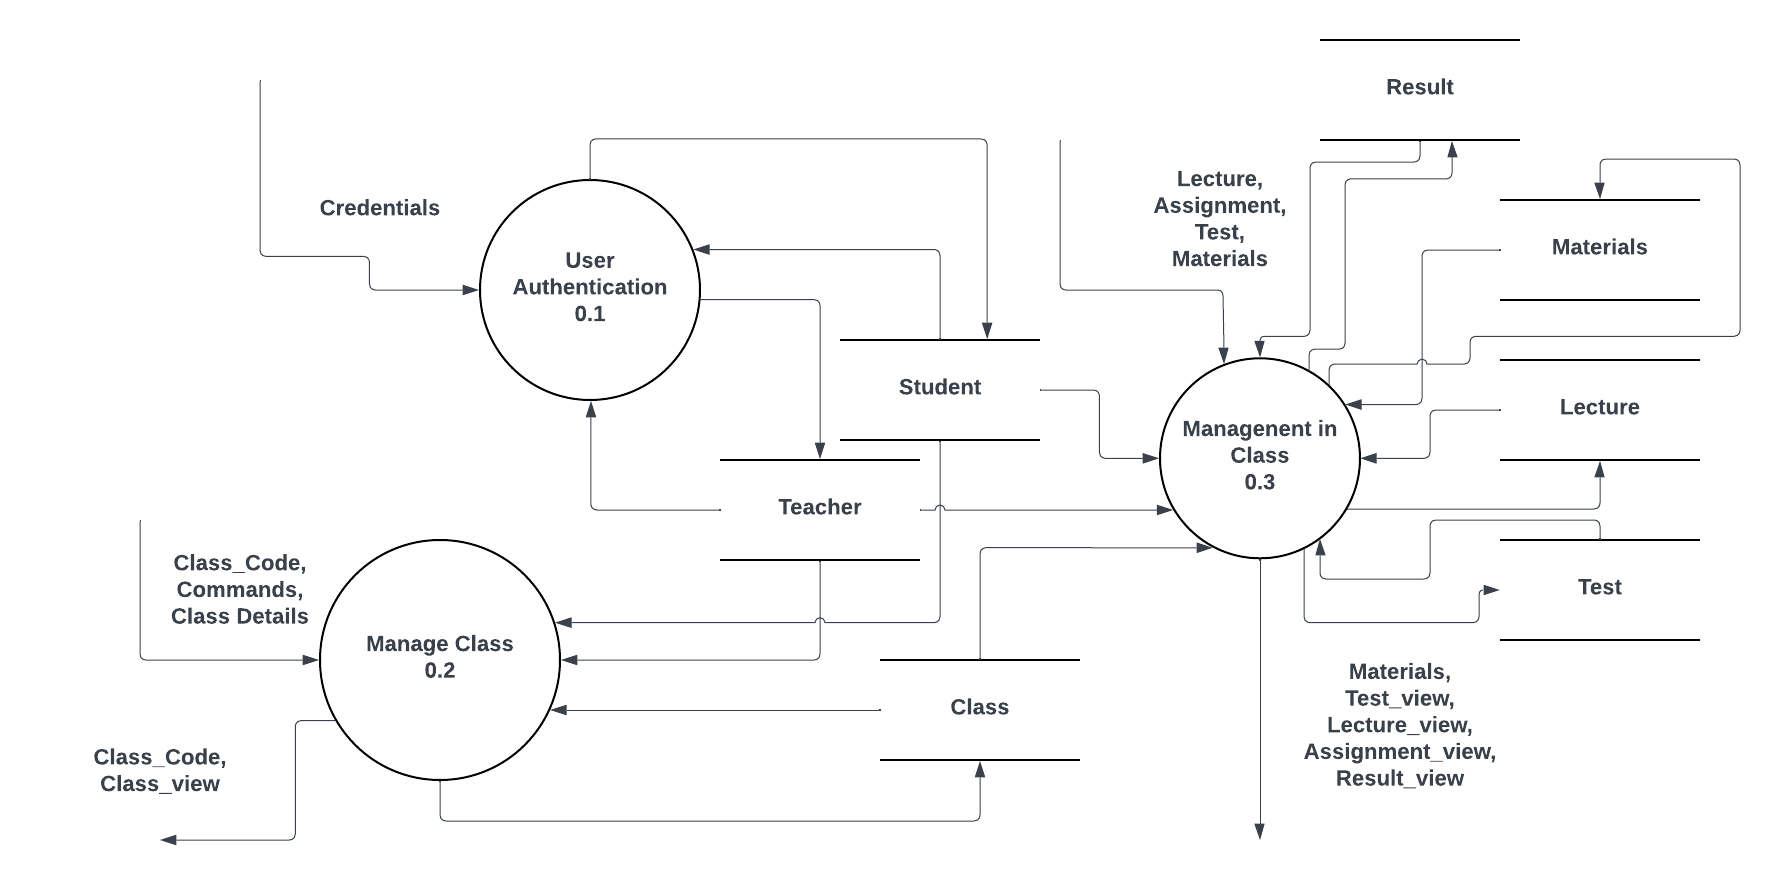 Result
Credentials
Lecture,
Assignment,
Test,
Materials
Materials
User
Authentication
0.1
Student
Lecture
Managenent in
Class
0.3
Teacher
Class_Code,
Commands,
Class Details
Test
Manage Class
0.2
Class
Materials,
Test_view,
Lecture_view,
Assignment_view,
Result_view
Class_Code,
Class_view